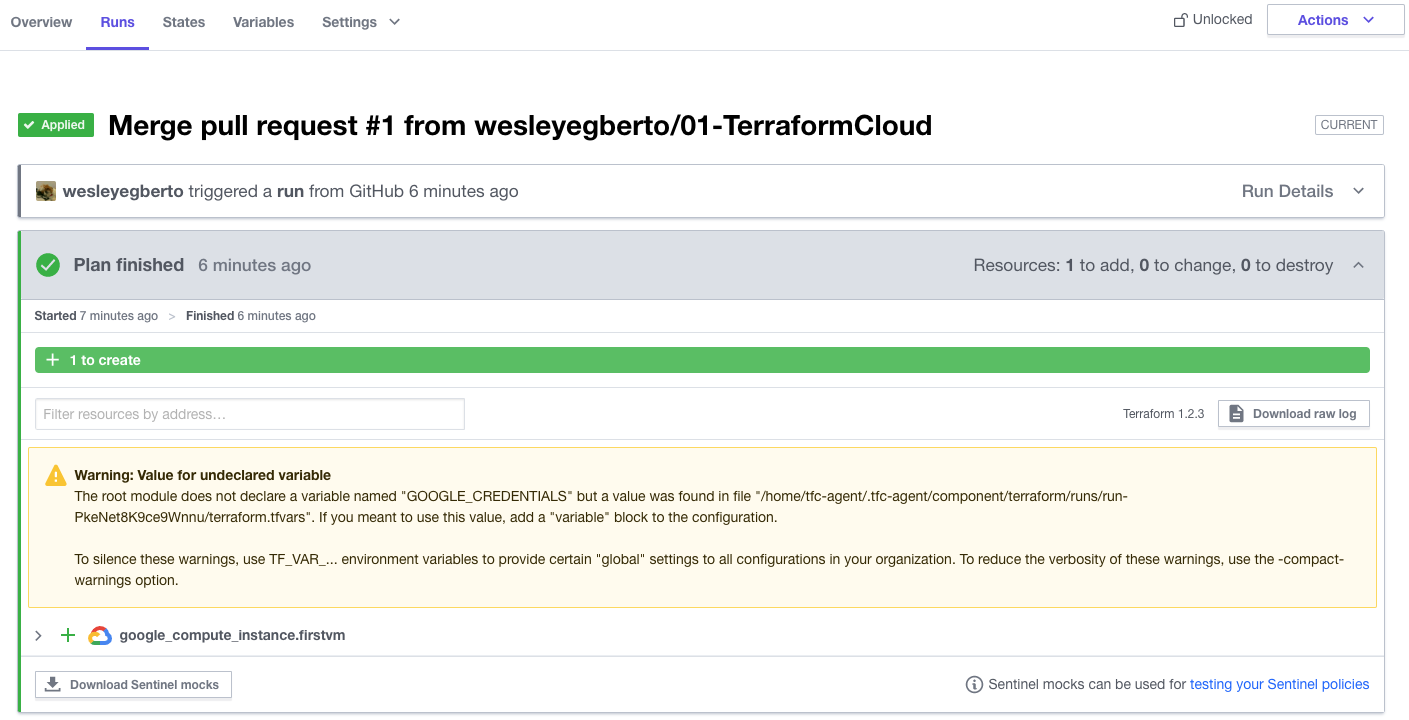 Overview Runs States Variables Settings Unlocked Actions
Applied Merge pull request #1 from wesleyegberto/01-TerraformCloud CURRENT
wesleyegberto triggered a run from GitHub 6 minutes ago Run Details
Plan finished 6 minutes ago Resources: 1 to add, 0 to change, 0 to destroy
Started 7 minutes ago > Finished 6 minutes ago
+ 1 to create
Filter resources by address... Terraform 1.2.3 Download raw log
Warning: Value for undeclared variable
The root module does not declare a variable named "GOOGLE_CREDENTIALS" but a value was found in file "/home/tfc-agent/.tfc-agent/component/terraform/runs/run-
PkeNet8K9ce9Wnnu/terraform.tfvars". If you meant to use this value, add a "variable" block to the configuration.
To silence these warnings, use TF_VAR_... environment variables to provide certain "global" settings to all configurations in your organization. To reduce the verbosity of these warnings, use the -compact-
warnings option.
google_compute_instance.firstvm
Download Sentinel mocks Sentinel mocks can be used for testing your Sentinel policies